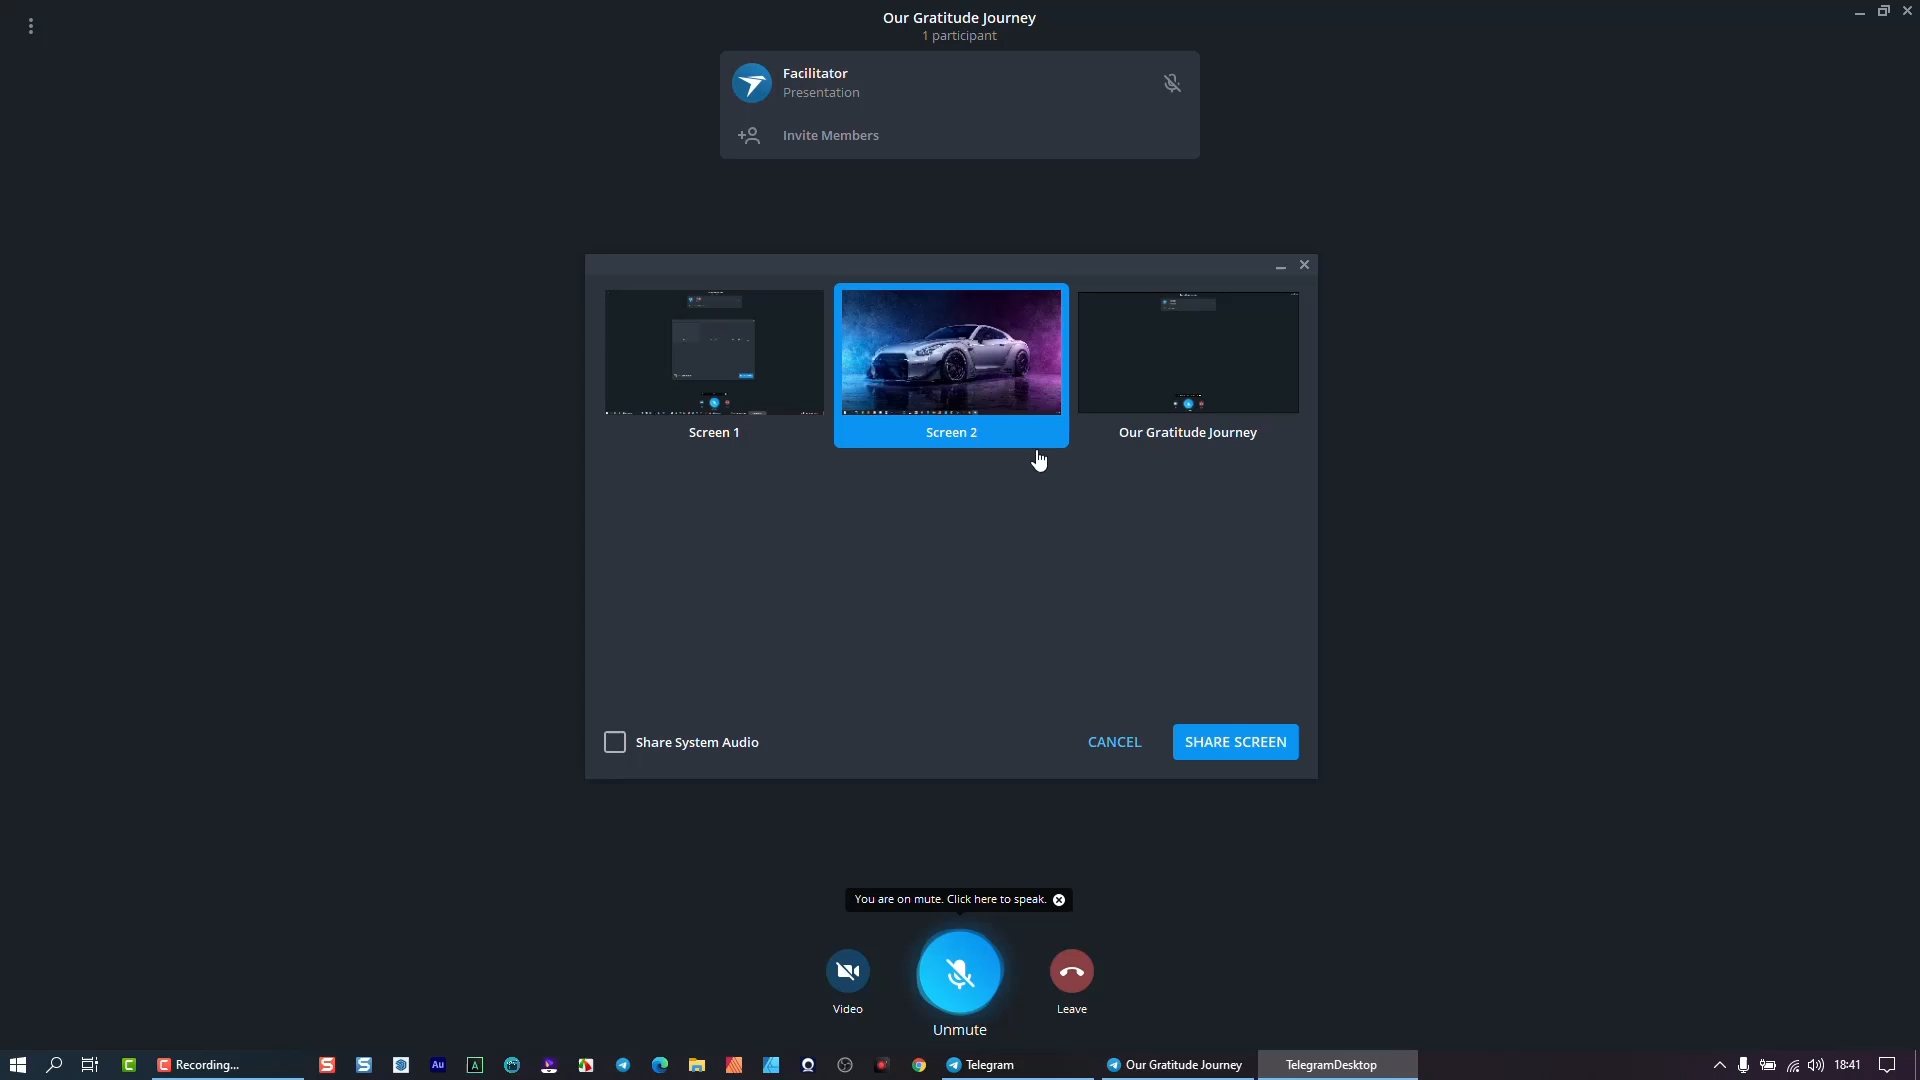 Our Gratitude Journey
1 participant
Facilitator
Presentation
Invite Members
Screen 1
Screen 2
Our Gratitude Journey
Share System Audio
CANCEL
SHARE SCREEN
You are on mute. Click here to speak.
Video
Leave
Unmute
Recording...
Au
A
Telegram
Our Gratitude Journey
TelegramDesktop
18:41